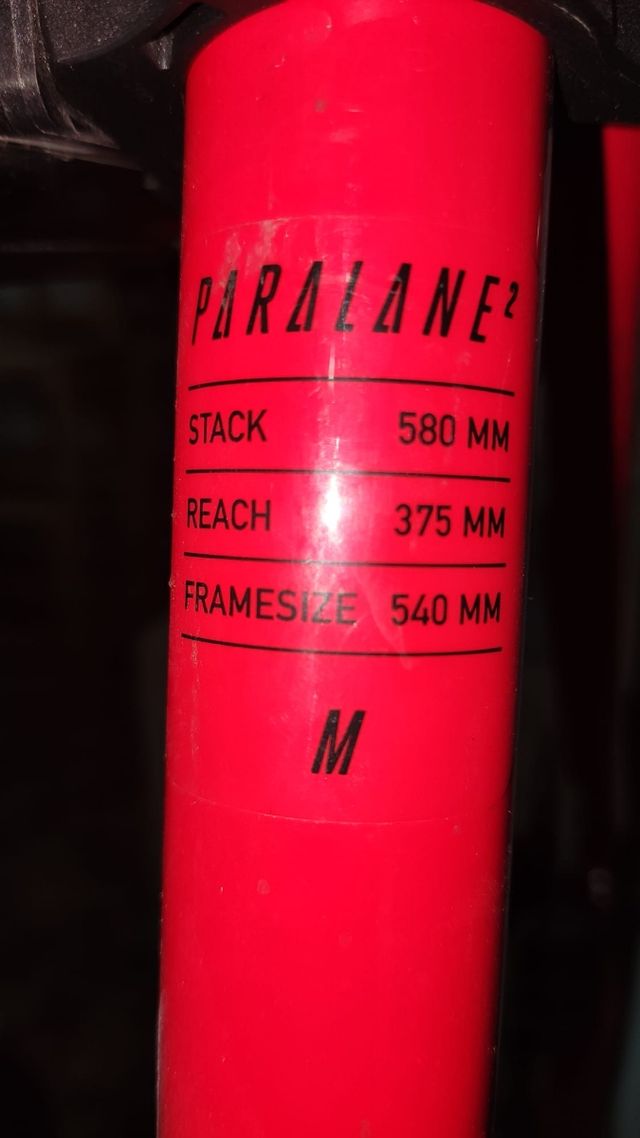 PARALANE²
STACK 580 MM
REACH 375 MM
FRAMESIZE 540 MM
M